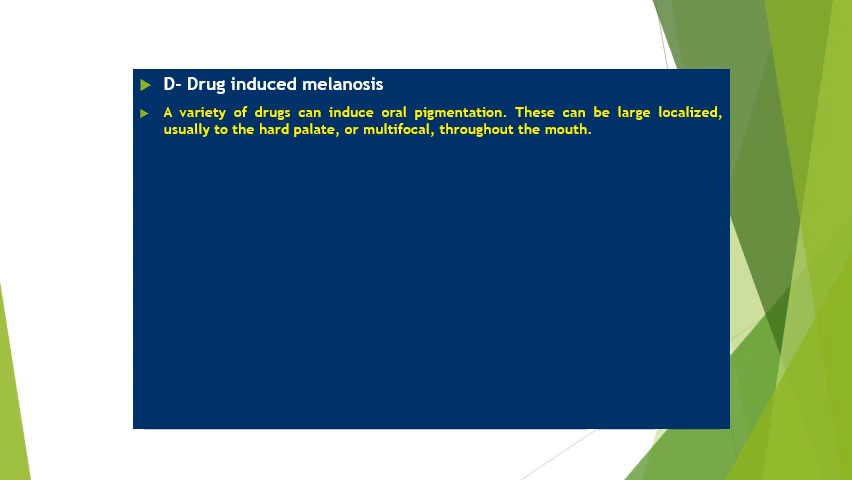 D- Drug induced melanosis
A variety of drugs can induce oral pigmentation. These can be large localized,
usually to the hard palate, or multifocal, throughout the mouth.